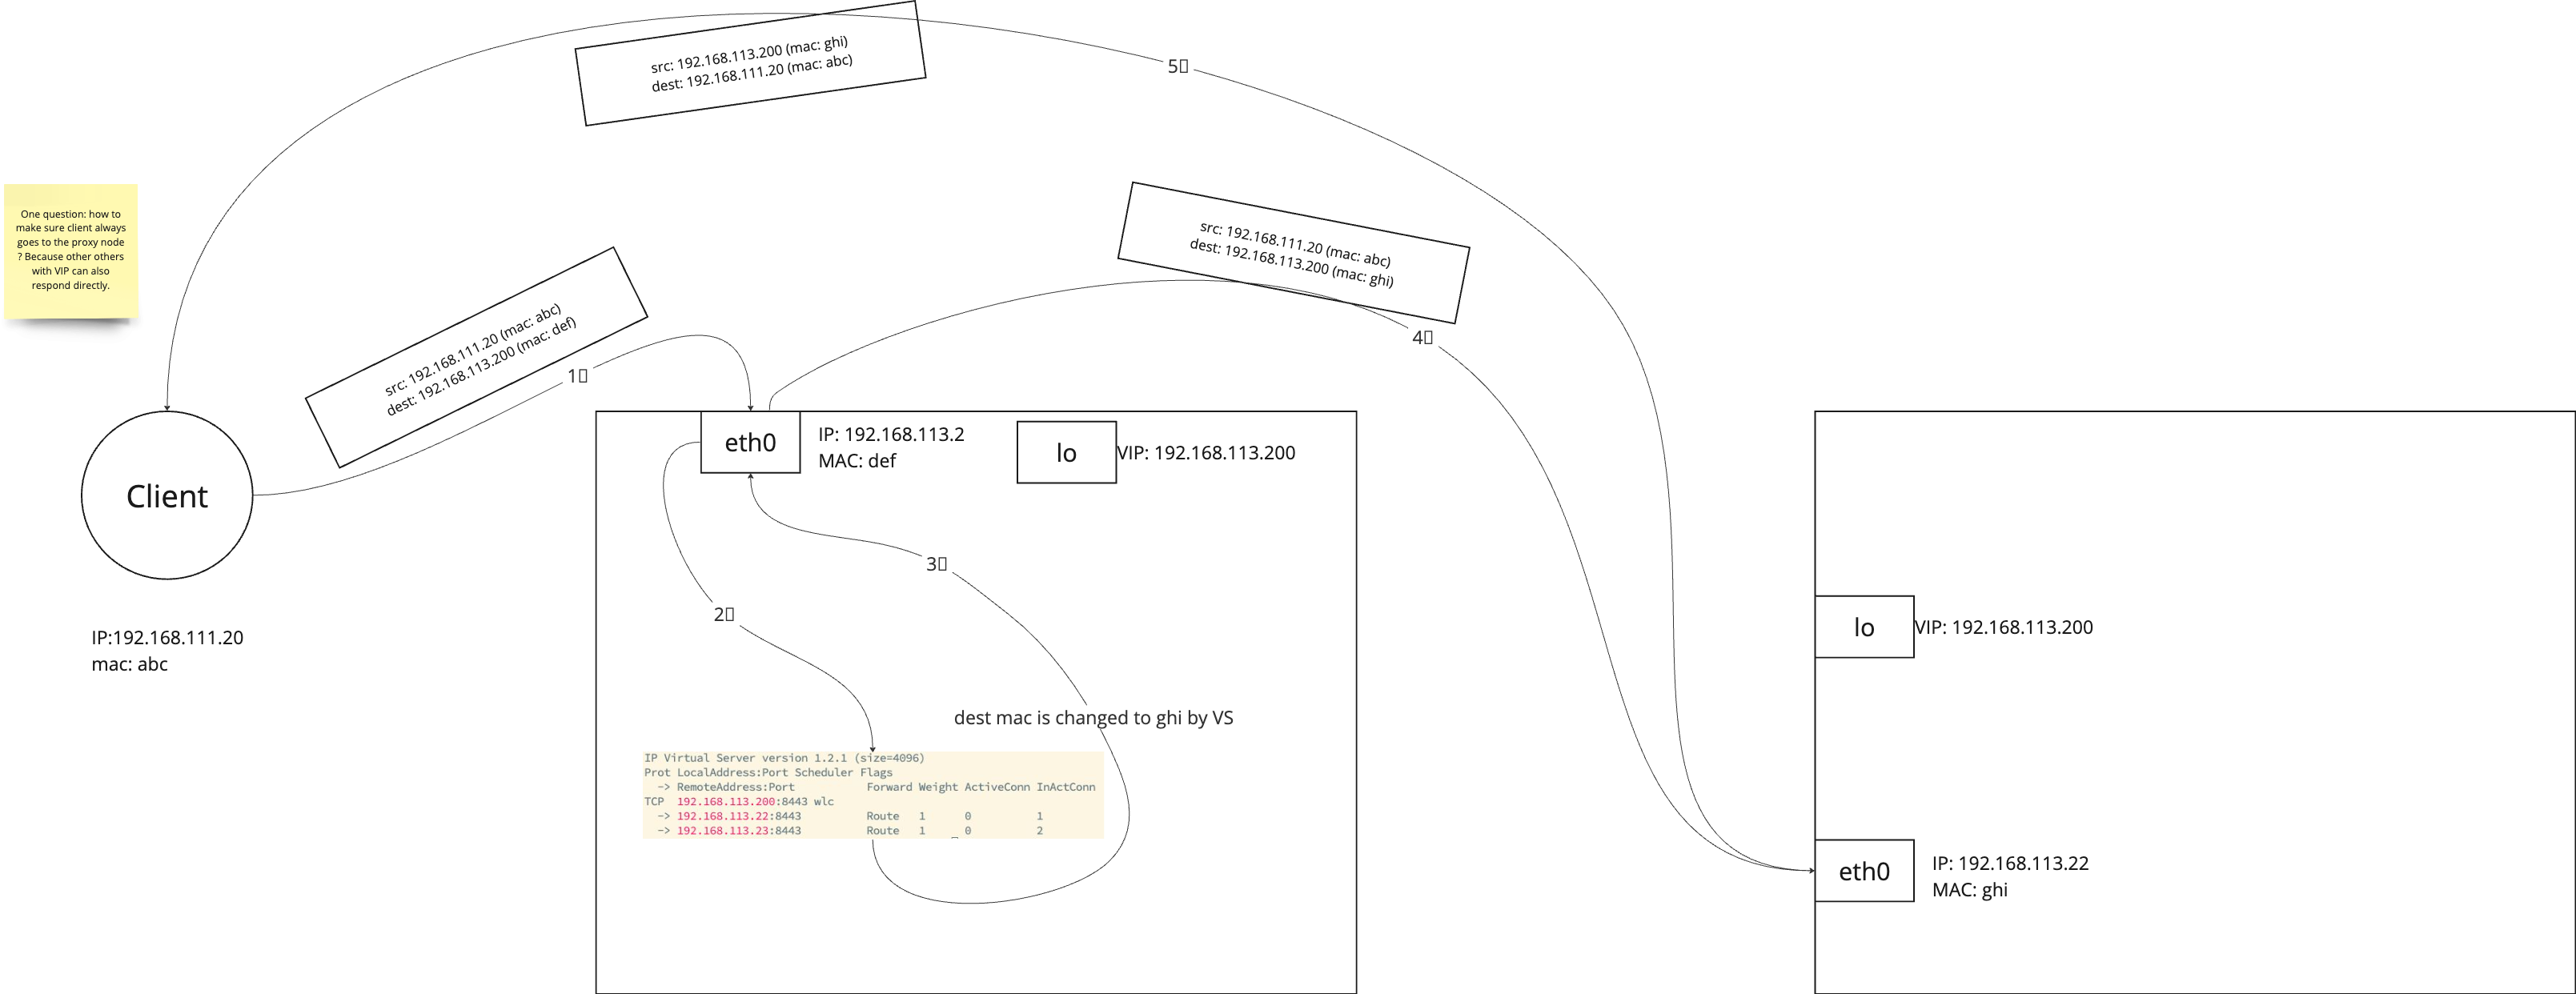 src: 192.168.113.200 (mac: ghi)
dest: 192.168.111.20 (mac: abc)
5
One question: how to
make sure client always
goes to the proxy node
? Because other others
with VIP can also
respond directly.
src: 192.168.111.20 (mac: abc)
dest: 192.168.113.200 (mac: ghi)
4
src: 192.168.111.20 (mac: abc)
dest: 192.168.113.200 (mac: def)
1
Client
IP:192.168.111.20
mac: abc
eth0
IP: 192.168.113.2
MAC: def
lo
VIP: 192.168.113.200
3
2
dest mac is changed to ghi by VS
IP Virtual Server version 1.2.1 (size=4096)
Prot LocalAddress:Port Scheduler Flags
-> RemoteAddress:Port Forward Weight ActiveConn InActConn
TCP 192.168.113.200:8443 wlc
-> 192.168.113.22:8443 Route 1 0 1
-> 192.168.113.23:8443 Route 1 0 2
lo
VIP: 192.168.113.200
eth0
IP: 192.168.113.22
MAC: ghi